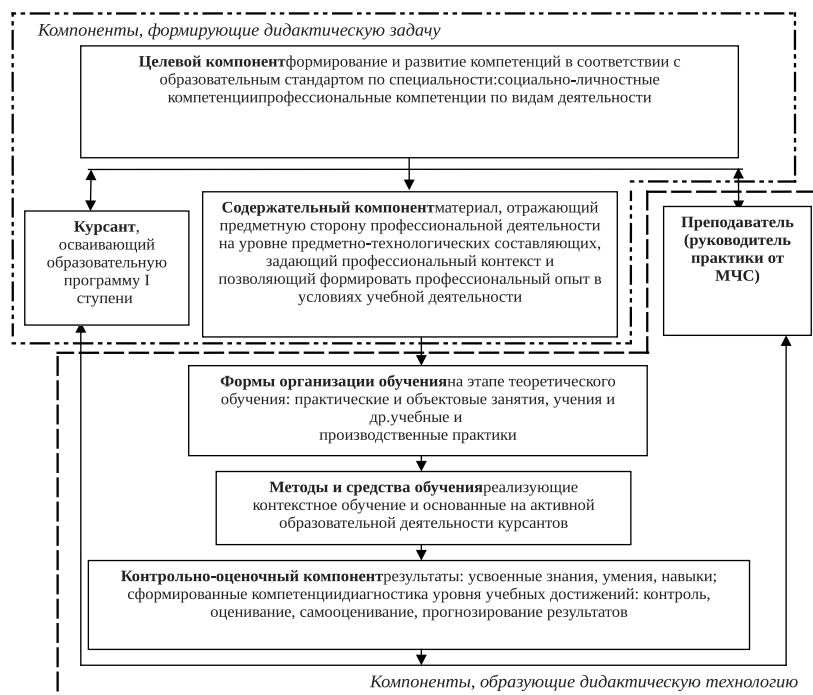 Компоненты, формирующие дидактическую задачу
Целевой компонентформирование и развитие компетенций в соответствии с
образовательным стандартом по специальности:социально-личностные
компетенциипрофессиональные компетенции по видам деятельности
Курсант,
осваивающий
образовательную
программу I
ступени
Содержательный компонентматериал, отражающий
предметную сторону профессиональной деятельности
на уровне предметно-технологических составляющих,
задающий профессиональный контекст и
позволяющий формировать профессиональный опыт в
условиях учебной деятельности
Преподаватель
(руководитель
практики от
МЧС)
Формы организации обученияна этапе теоретического
обучения: практические и объектовые занятия, учения и
др.учебные и
производственные практики
Методы и средства обученияреализующие
контекстное обучение и основанные на активной
образовательной деятельности курсантов
Контрольно-оценочный компонентрезультаты: усвоенные знания, умения, навыки;
сформированные компетенциидиагностика уровня учебных достижений: контроль,
оценивание, самооценивание, прогнозирование результатов
Компоненты, образующие дидактическую технологию